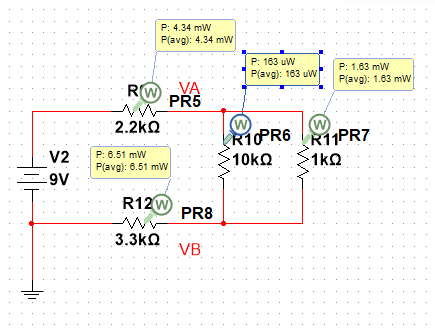 P: 4.34 mW
P(avg): 4.34 mW
P: 163 uW
P(avg): 163 uW
P: 1.63 mW
P(avg): 1.63 mW
W
VA
PR5
2.2kΩ
W
R10
PR6
10kΩ
W
R11
PR7
1kΩ
V2
9V
P: 6.51 mW
P(avg): 6.51 mW
R12
W
PR8
3.3kΩ
VB